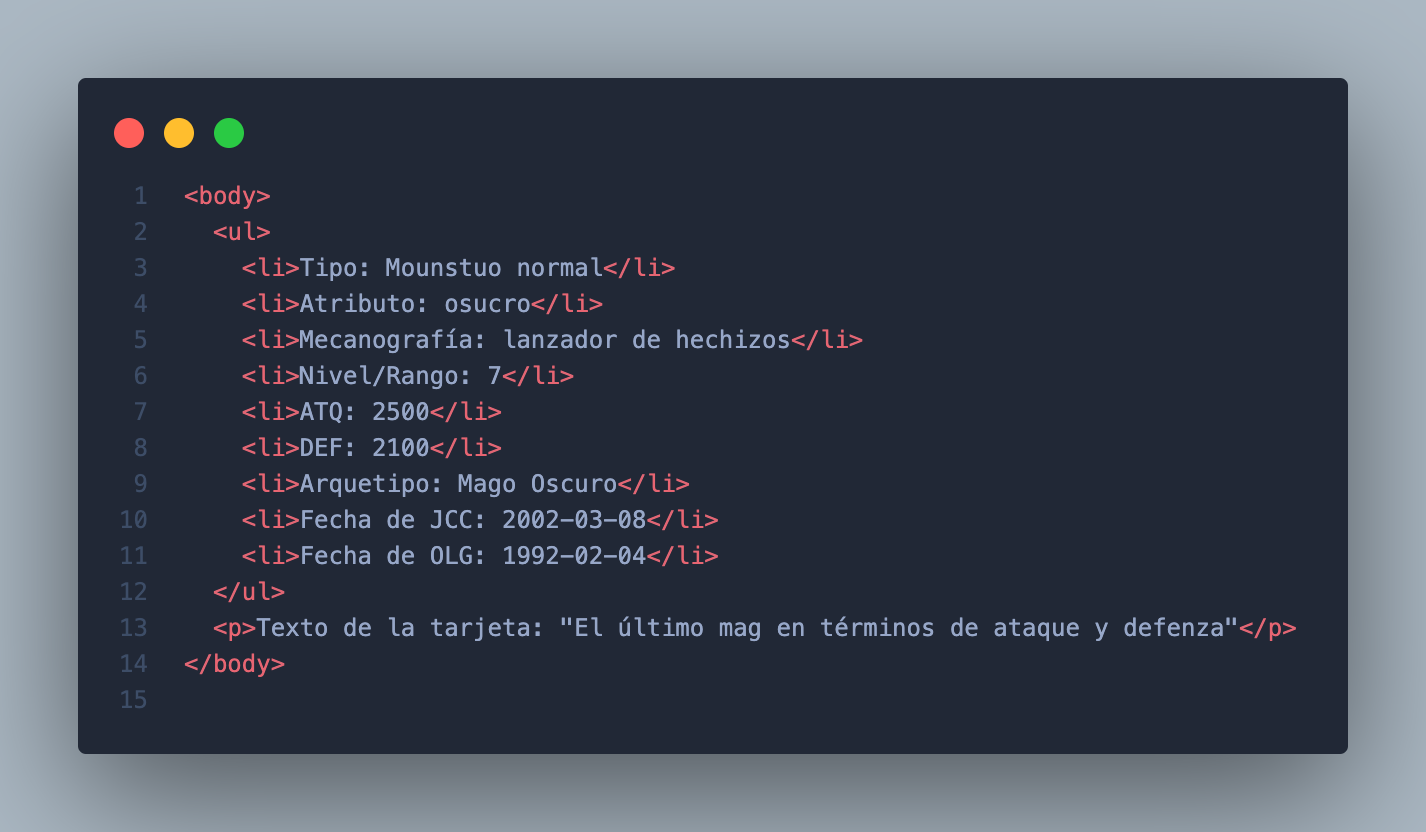 1 <body>
2 <ul>
3 <li>Tipo: Mounstuo normal</li>
4 <li>Atributo: osucro</li>
5 <li>Mecanografía: lanzador de hechizos</li>
6 <li>Nivel/Rango: 7</li>
7 <li>ATQ: 2500</li>
8 <li>DEF: 2100</li>
9 <li>Arquetipo: Mago Oscuro</li>
10 <li>Fecha de JCC: 2002-03-08</li>
11 <li>Fecha de OLG: 1992-02-04</li>
12 </ul>
13 <p>Texto de la tarjeta: "El último mag en términos de ataque y defenza"</p>
14 </body>
15